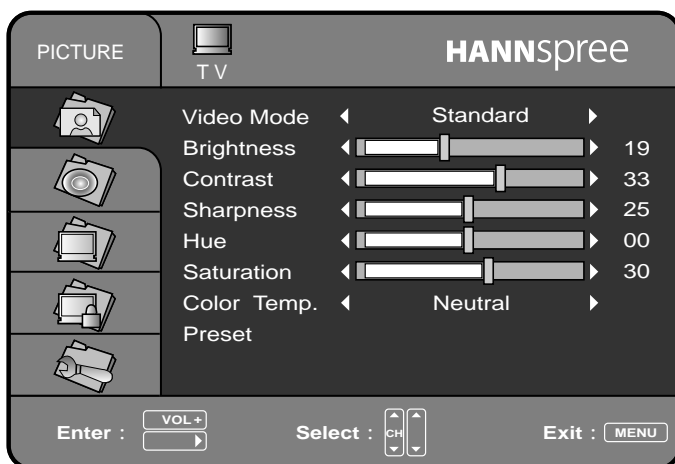 PICTURE
TV
HANNspree
Video Mode Standard
Brightness 19
Contrast 33
Sharpness 25
Hue 00
Saturation 30
Color Temp. Neutral
Preset
Enter : VOL+ Select : CH Exit : MENU